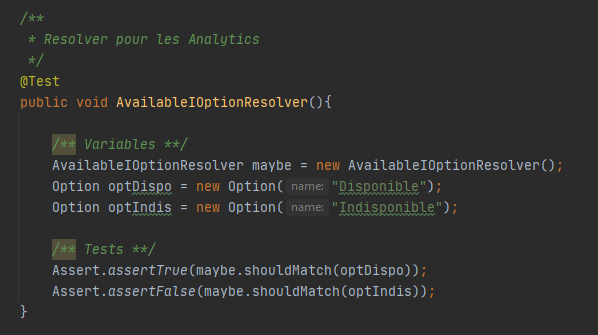 /**
* Resolver pour les Analytics
*/
@Test
public void AvailableIOptionResolver(){
/** Variables **/
AvailableIOptionResolver maybe = new AvailableIOptionResolver();
Option optDispo = new Option( name: "Disponible");
Option optIndis = new Option( name: "Indisponible");
/** Tests **/
Assert.assertTrue(maybe.shouldMatch(optDispo));
Assert.assertFalse(maybe.shouldMatch(optIndis));
}